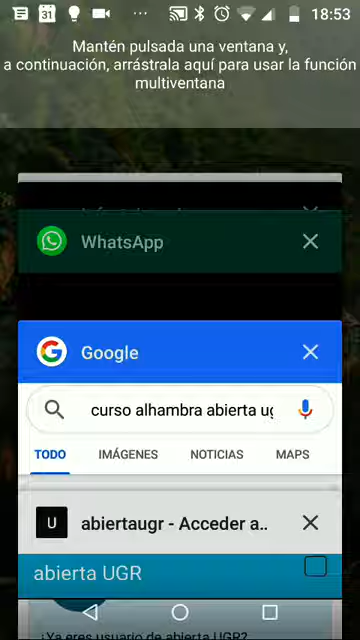 31 18:53
Mantén pulsada una ventana y,
a continuación, arrástrala aquí para usar la función
multiventana
WhatsApp
Google
curso alhambra abierta ug
TODO IMÁGENES NOTICIAS MAPS
U abiertaugr - Acceder a..
abierta UGR
¿Ya eres usuario de abierta UGR?